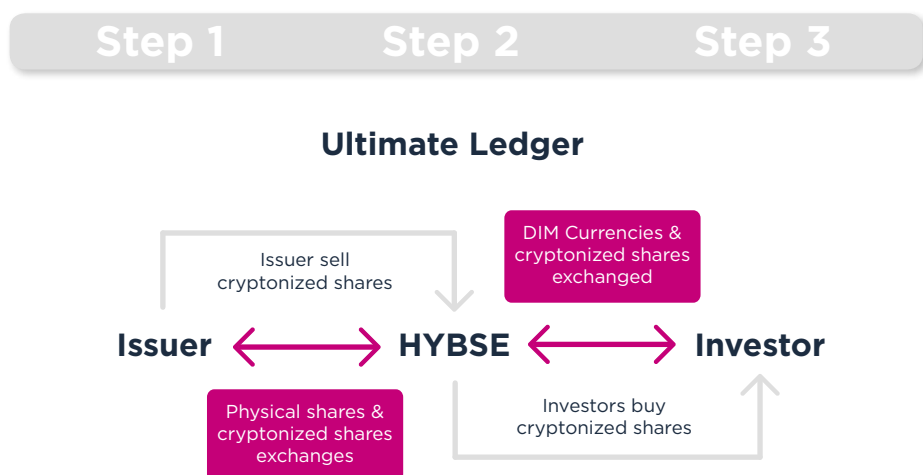 Step 1 Step 2 Step 3
Ultimate Ledger
DIM Currencies &
cryptonized shares
exchanged
Issuer sell
cryptonized shares
Issuer HYBSE Investor
Physical shares &
cryptonized shares
exchanges
Investors buy
cryptonized shares